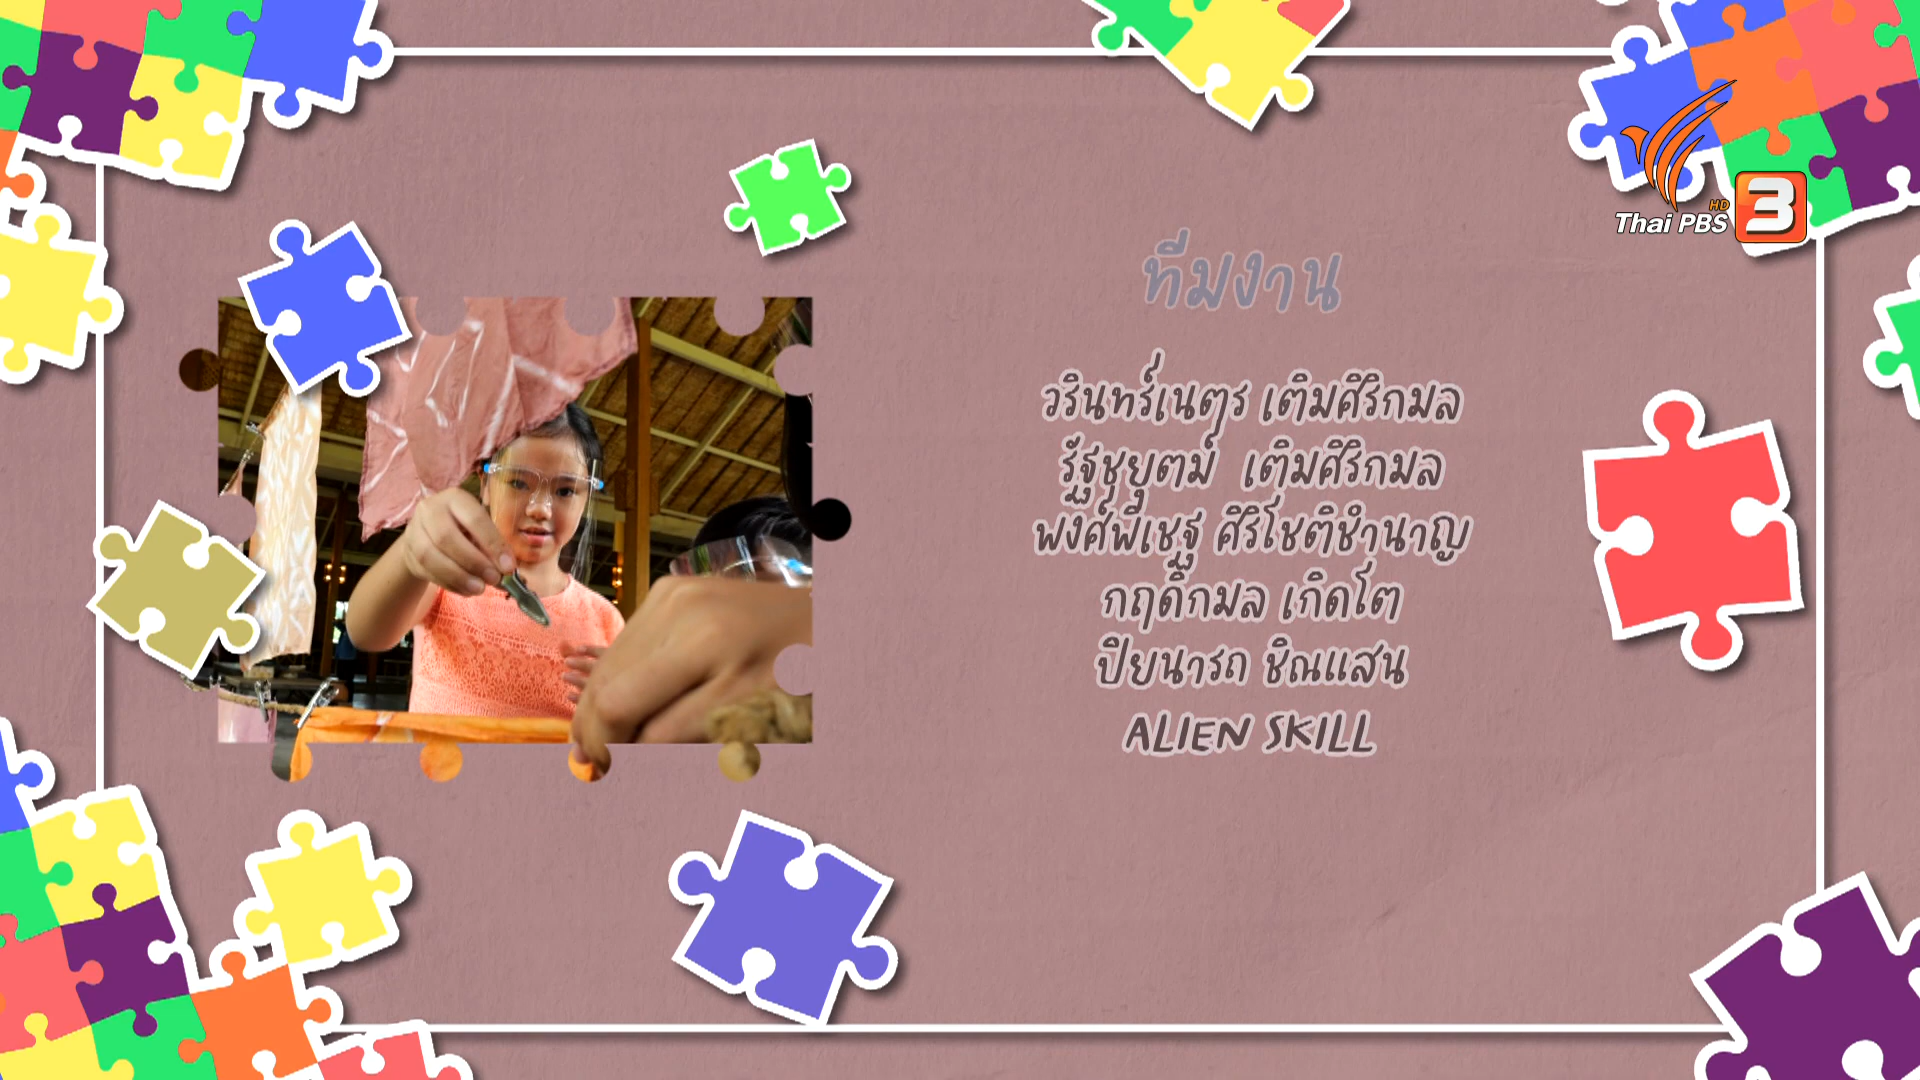 Thai PBS
HD
3
ทีมงาน
วรินทร์เนตร เติมศิริกมล
รัฐชุยุตม์ เติมศิริกมล
พงศ์พิเชฐ ศิริโชติชำนาญ
กฤติกมล เกิดโต
ปิยนารถ ชิณแสน
ALIEN SKILL